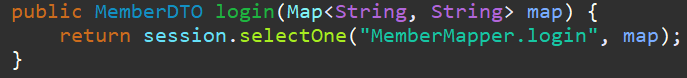 public MemberDTO login(Map<String, String> map) {
    return session.selectOne("MemberMapper.login", map);
}